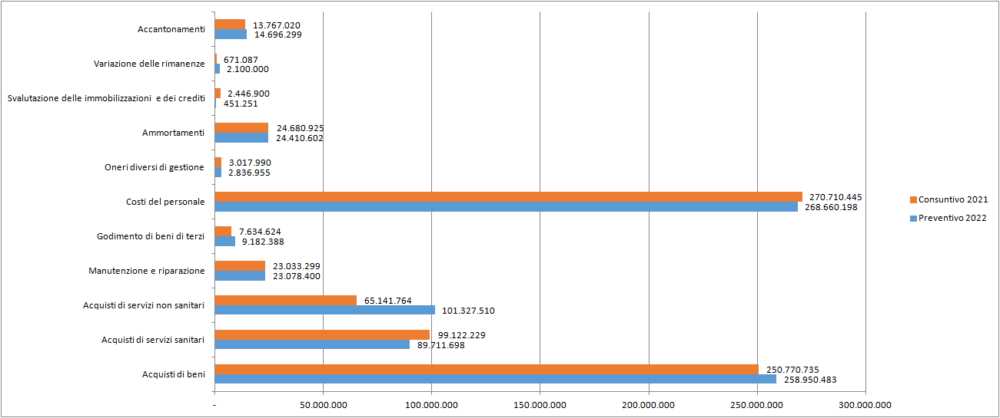 Accantonamenti
13.767.020
14.696.299
Variazione delle rimanenze
671.087
2.100.000
Svalutazione delle immobilizzazioni e dei crediti
2.446.900
451.251
Ammortamenti
24.680.925
24.410.602
Oneri diversi di gestione
3.017.990
2.836.955
Costi del personale
270.710.445
268.660.198
Godimento di beni di terzi
7.634.624
9.182.388
Manutenzione e riparazione
23.033.299
23.078.400
Acquisti di servizi non sanitari
65.141.764
101.327.510
Acquisti di servizi sanitari
99.122.229
89.711.698
Acquisti di beni
250.770.735
258.950.483
- 50.000.000 100.000.000 150.000.000 200.000.000 250.000.000 300.000.000
Consuntivo 2021
Preventivo 2022